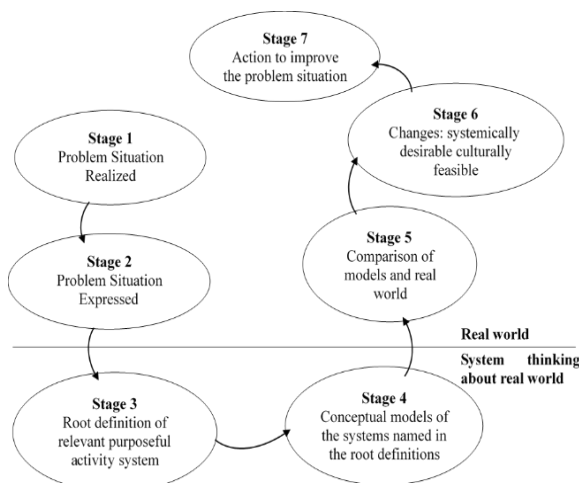 Stage 7
Action to improve
the problem situation
Stage 6
Changes: systemically
desirable culturally
feasible
Stage 1
Problem Situation
Realized
Stage 5
Comparison of
models and real
world
Stage 2
Problem Situation
Expressed
Real world
System thinking
about real world
Stage 3
Root definition of
relevant purposeful
activity system
Stage 4
Conceptual models of
the systems named in
the root definitions